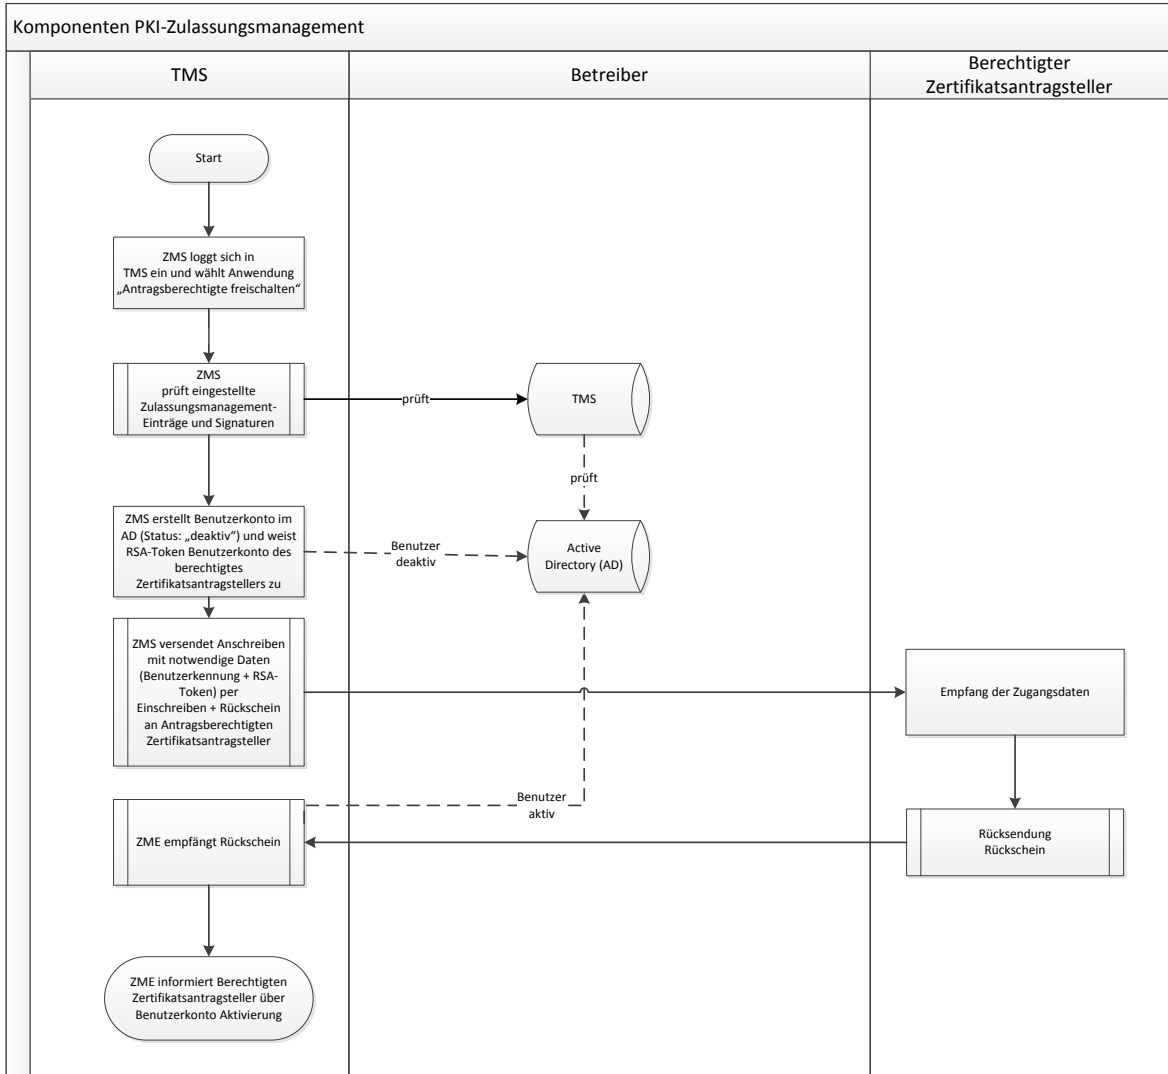 Komponenten PKI-Zulassungsmanagement
TMS
Betreiber
Berechtigter
Zertifikatsantragsteller
Start
ZMS loggt sich in
TMS ein und wählt Anwendung
„Antragsberechtigte freischalten“
ZMS
prüft eingestellte
Zulassungsmanagement-
Einträge und Signaturen
prüft
TMS
prüft
ZMS erstellt Benutzerkonto im
AD (Status: „deaktiv“) und weist
RSA-Token Benutzerkonto des
berechtigtes
Zertifikatsantragstellers zu
Benutzer
deaktiv
Active
Directory (AD)
ZMS versendet Anschreiben
mit notwendige Daten
(Benutzerkennung + RSA-
Token) per
Einschreiben + Rückschein
an Antragsberechtigten
Zertifikatsantragsteller
Empfang der Zugangsdaten
Benutzer
aktiv
ZME empfängt Rückschein
Rücksendung
Rückschein
ZME informiert Berechtigten
Zertifikatsantragsteller über
Benutzerkonto Aktivierung